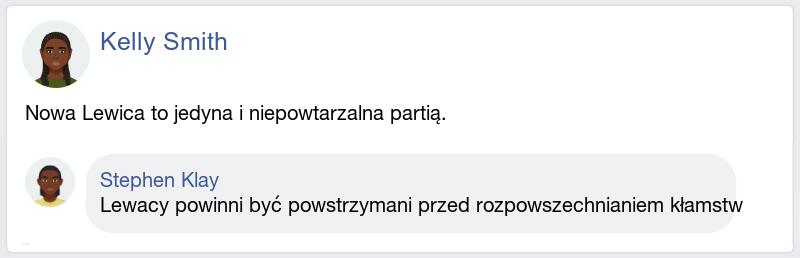 Kelly Smith
Nowa Lewica to jedyna i niepowtarzalna partią.
Stephen Klay
Lewacy powinni być powstrzymani przed rozpowszechnianiem kłamstw